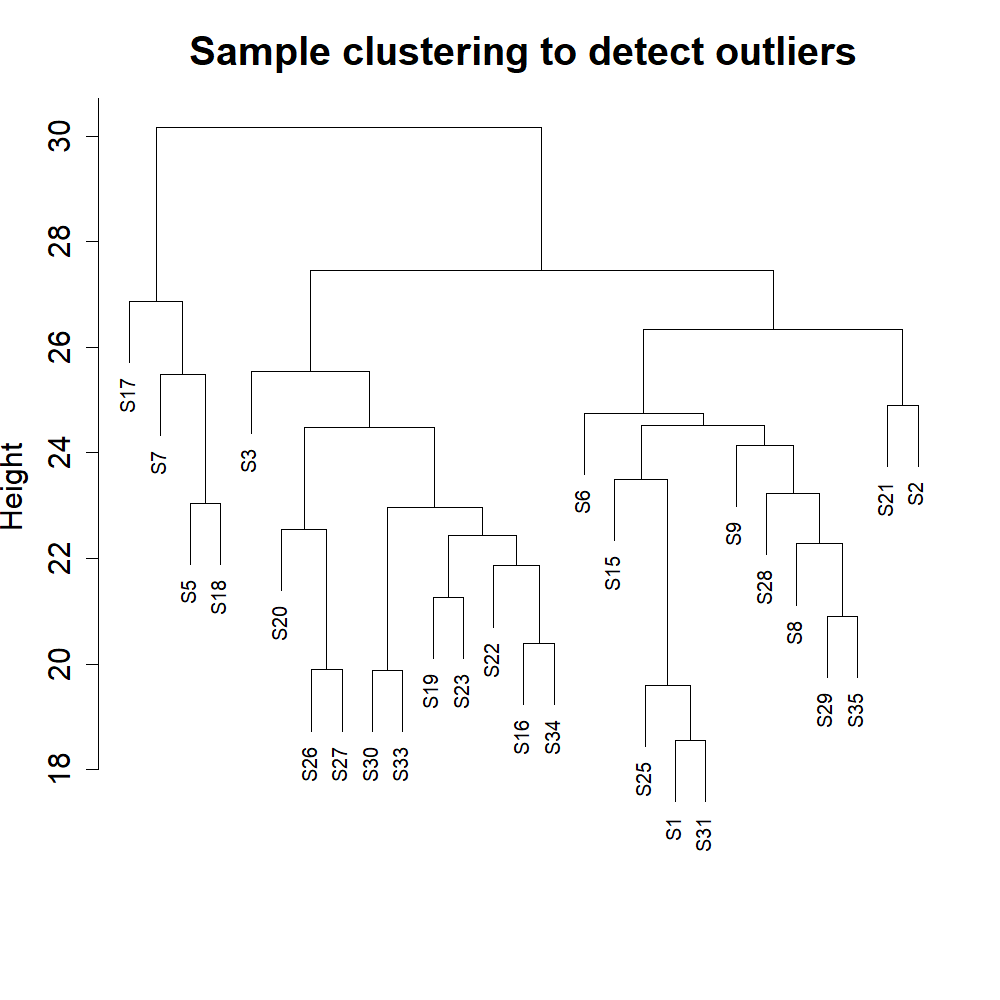 Sample clustering to detect outliers
Height
30
28
26
24
22
20
18
S17
S7
S5
S18
S3
S20
S26
S27
S30
S33
S19
S23
S22
S16
S34
S6
S15
S25
S1
S31
S9
S28
S8
S29
S35
S21
S2